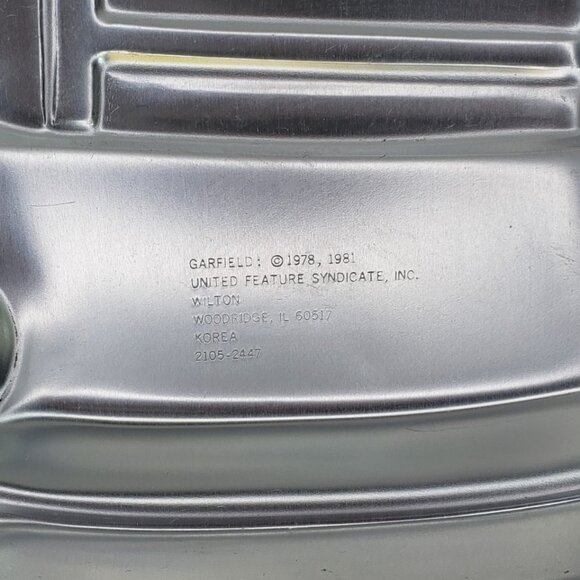 GARFIELD: ©1978, 1981
UNITED FEATURE SYNDICATE, INC.
WILTON
WOODRIDGE, IL 60517
KOREA
2105-2447